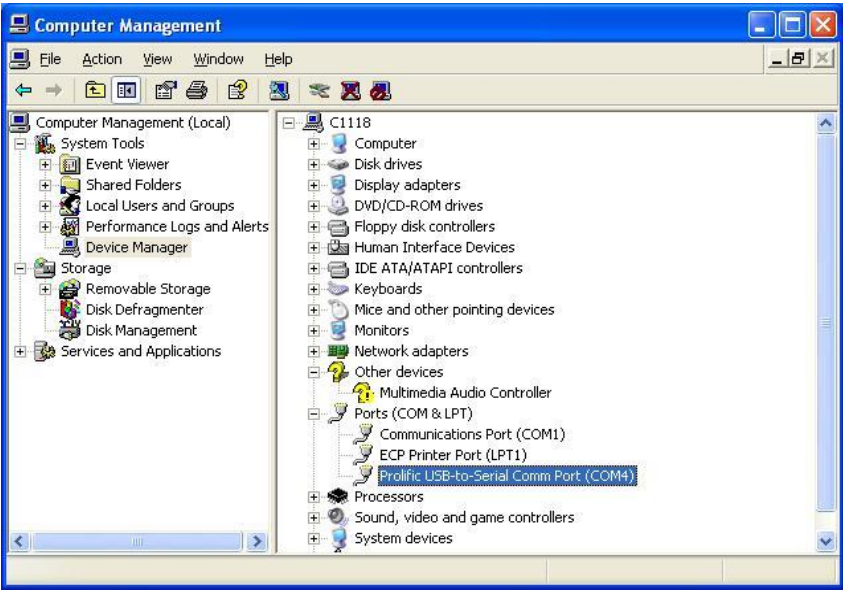 Computer Management
File Action View Window Help
Computer Management (Local)
System Tools
Event Viewer
Shared Folders
Local Users and Groups
Performance Logs and Alerts
Device Manager
Storage
Removable Storage
Disk Defragmenter
Disk Management
Services and Applications
C1118
Computer
Disk drives
Display adapters
DVD/CD-ROM drives
Floppy disk controllers
Human Interface Devices
IDE ATA/ATAPI controllers
Keyboards
Mice and other pointing devices
Monitors
Network adapters
Other devices
Multimedia Audio Controller
Ports (COM & LPT)
Communications Port (COM1)
ECP Printer Port (LPT1)
Prolific USB-to-Serial Comm Port (COM4)
Processors
Sound, video and game controllers
System devices